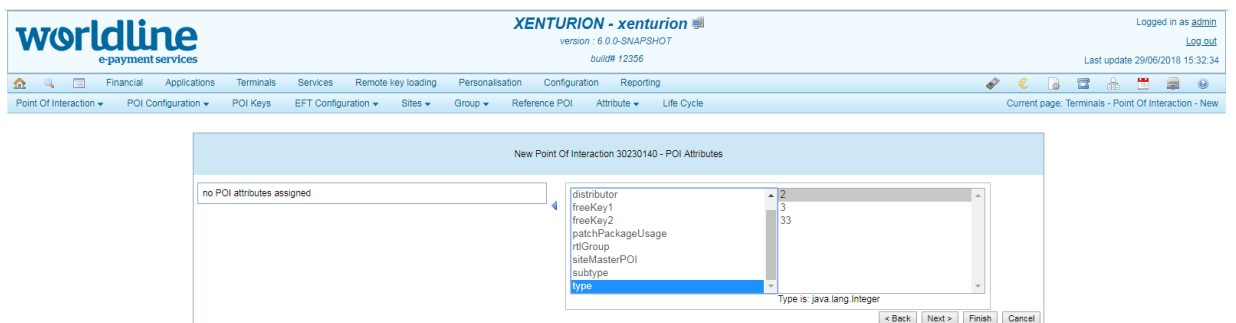 worldline
e-payment services
XENTURION - xenturion
version : 6.0.0-SNAPSHOT
build# 12356
Logged in as admin
Log out
Last update 29/06/2018 15:32:34
Financial Applications Terminals Services Remote key loading Personalisation Configuration Reporting
Point Of Interaction POI Configuration POI Keys EFT Configuration Sites Group Reference POI Attribute Life Cycle Current page: Terminals - Point Of Interaction - New
New Point Of Interaction 30230140 - POI Attributes
no POI attributes assigned
distributor
freeKey1
freeKey2
patchPackageUsage
rtlGroup
siteMasterPOI
subtype
type
2
3
33
Type is: java.lang.Integer
< Back Next > Finish Cancel